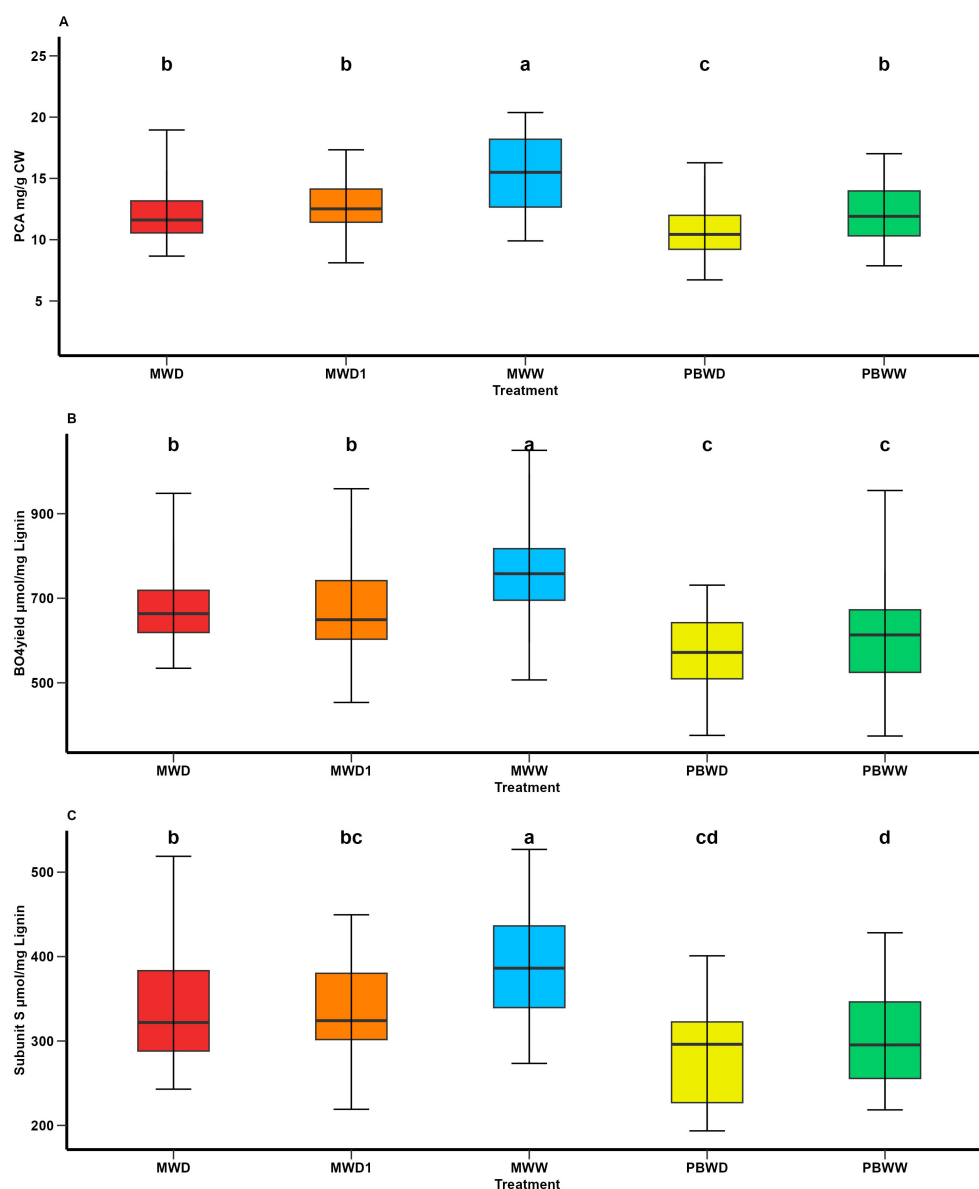 A
b b a c b
25
20
15
10
5
PCA mg/g CW
MWD MWD1 MWW PBWD PBWW
Treatment
B
b b a c c
900
700
500
BO4yield µmol/mg Lignin
MWD MWD1 MWW PBWD PBWW
Treatment
C
b bc a cd d
500
400
300
200
Subunit S µmol/mg Lignin
MWD MWD1 MWW PBWD PBWW
Treatment